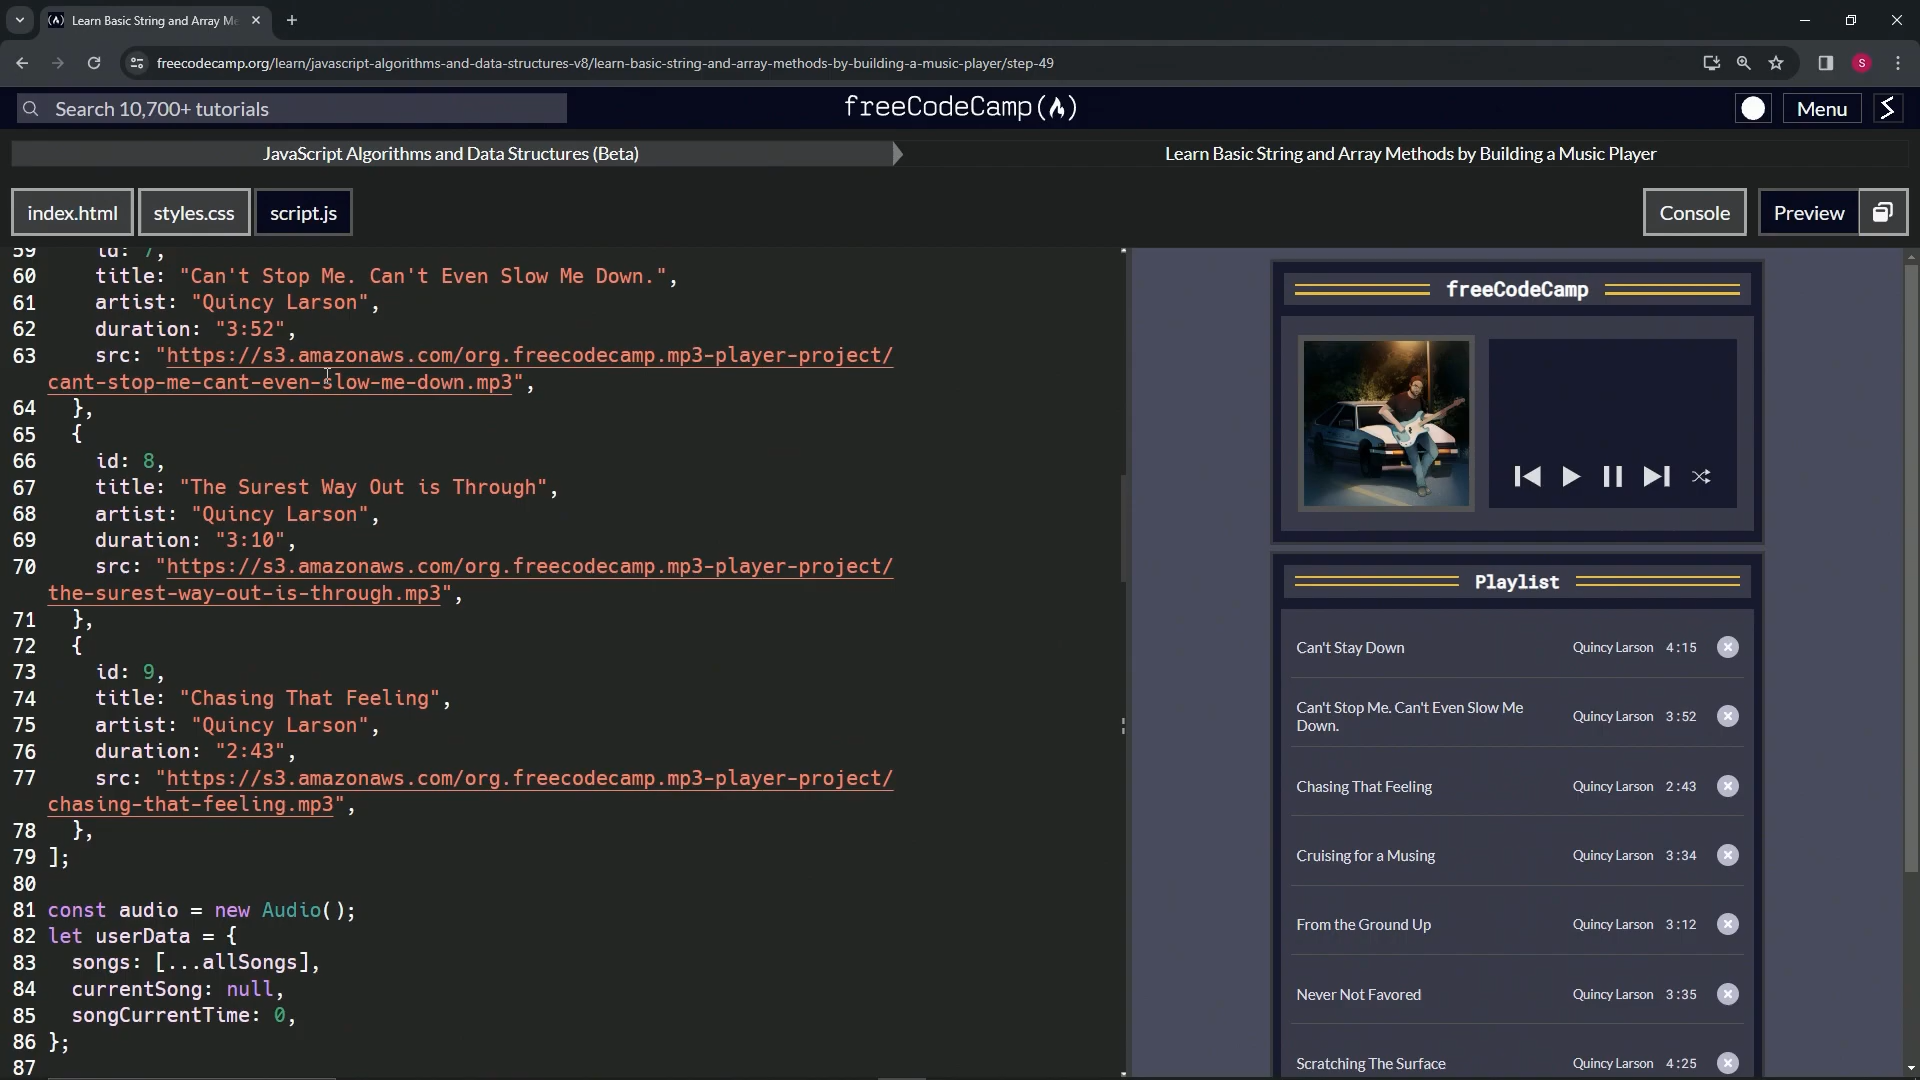 Learn Basic String and Array Me
freecodecamp.org/learn/javascript-algorithms-and-data-structures-v8/learn-basic-string-and-array-methods-by-building-a-music-player/step-49
S
Search 10,700+ tutorials
freeCodeCamp(🔥)
Menu
JavaScript Algorithms and Data Structures (Beta)
Learn Basic String and Array Methods by Building a Music Player
index.html
styles.css
script.js
Console
Preview
59 id: 7,
60 title: "Can't Stop Me. Can't Even Slow Me Down.",
61 artist: "Quincy Larson",
62 duration: "3:52",
63 src: "https://s3.amazonaws.com/org.freecodecamp.mp3-player-project/
cant-stop-me-cant-even-slow-me-down.mp3",
64 },
65 {
66 id: 8,
67 title: "The Surest Way Out is Through",
68 artist: "Quincy Larson",
69 duration: "3:10",
70 src: "https://s3.amazonaws.com/org.freecodecamp.mp3-player-project/
the-surest-way-out-is-through.mp3",
71 },
72 {
73 id: 9,
74 title: "Chasing That Feeling",
75 artist: "Quincy Larson",
76 duration: "2:43",
77 src: "https://s3.amazonaws.com/org.freecodecamp.mp3-player-project/
chasing-that-feeling.mp3",
78 },
79 ];
80
81 const audio = new Audio();
82 let userData = {
83 songs: [...allSongs],
84 currentSong: null,
85 songCurrentTime: 0,
86 };
87
freeCodeCamp
Playlist
Can't Stay Down Quincy Larson 4:15
Can't Stop Me. Can't Even Slow Me
Down. Quincy Larson 3:52
Chasing That Feeling Quincy Larson 2:43
Cruising for a Musing Quincy Larson 3:34
From the Ground Up Quincy Larson 3:12
Never Not Favored Quincy Larson 3:35
Scratching The Surface Quincy Larson 4:25